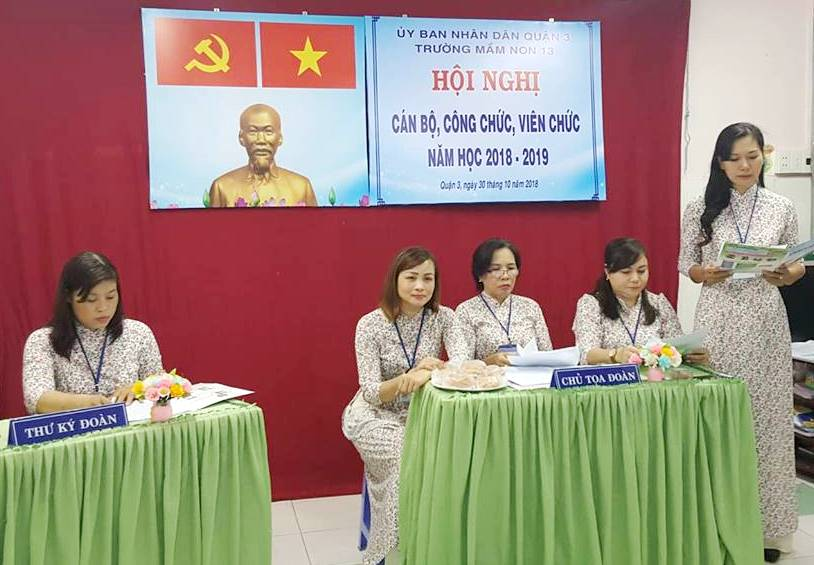 ỦY BAN NHÂN DÂN QUẬN 3
TRƯỜNG MẦM NON 13
HỘI NGHỊ
CÁN BỘ, CÔNG CHỨC, VIÊN CHỨC
NĂM HỌC 2018 - 2019
Quận 3, ngày 30 tháng 10 năm 2018
THƯ KÝ ĐOÀN
CHỦ TỌA ĐOÀN